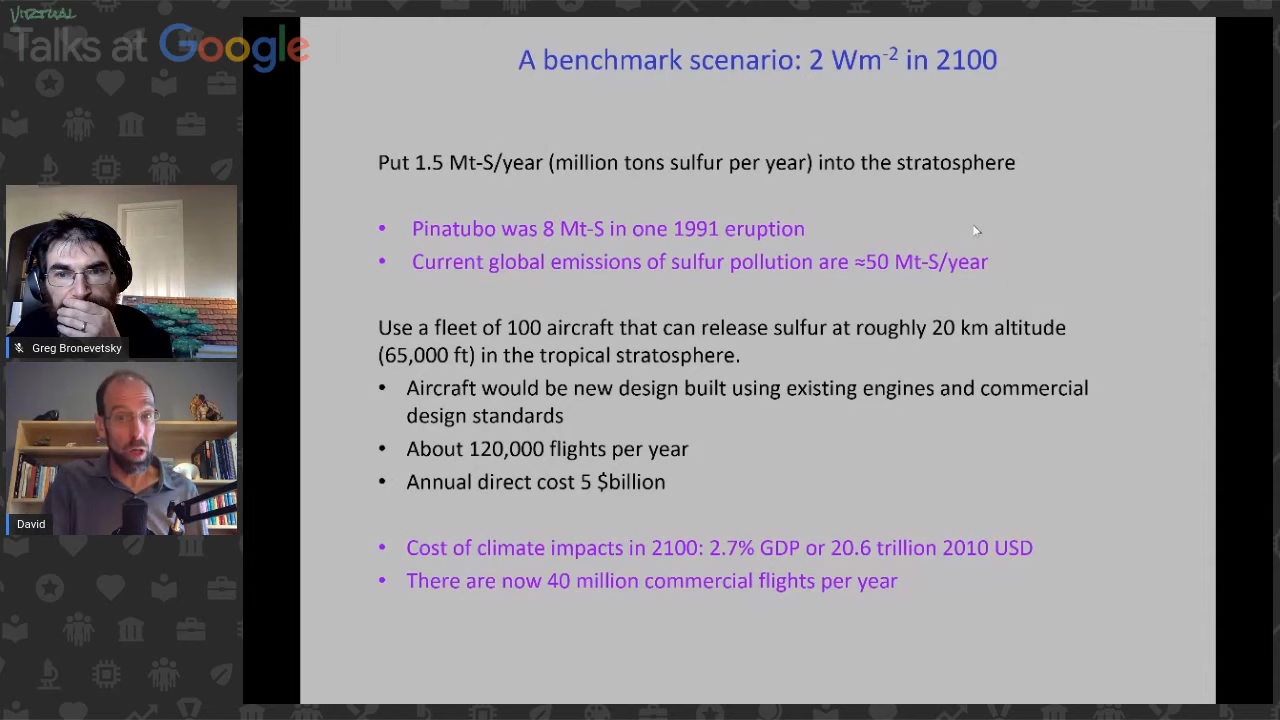 VIRTUAL
Talks at Google
A benchmark scenario: 2 Wm-2 in 2100
Put 1.5 Mt-S/year (million tons sulfur per year) into the stratosphere
• Pinatubo was 8 Mt-S in one 1991 eruption
• Current global emissions of sulfur pollution are ≈50 Mt-S/year
Use a fleet of 100 aircraft that can release sulfur at roughly 20 km altitude
(65,000 ft) in the tropical stratosphere.
• Aircraft would be new design built using existing engines and commercial
design standards
• About 120,000 flights per year
• Annual direct cost 5 $billion
• Cost of climate impacts in 2100: 2.7% GDP or 20.6 trillion 2010 USD
• There are now 40 million commercial flights per year
Greg Bronevetsky
David